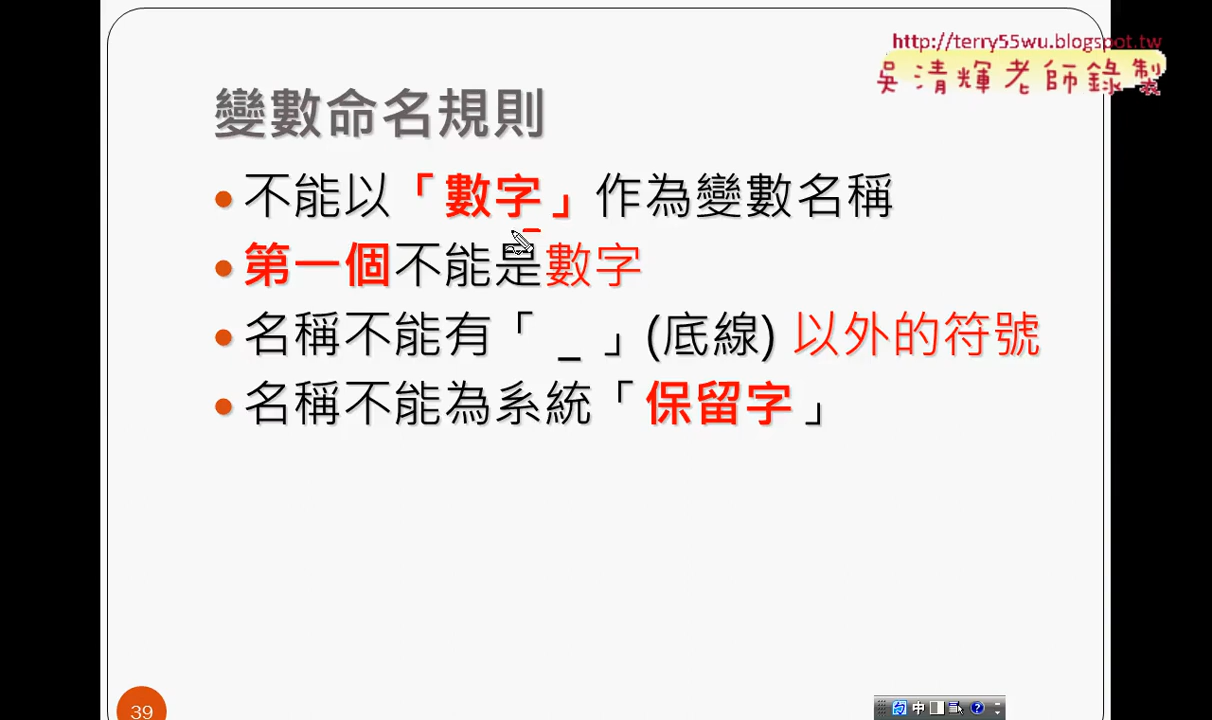 http://terry55wu.blogspot.tw
吳清輝老師錄製
變數命名規則
•不能以「數字」作為變數名稱
•第一個不能是數字
•名稱不能有「 _ 」(底線) 以外的符號
•名稱不能為系統「保留字」
39
中
?